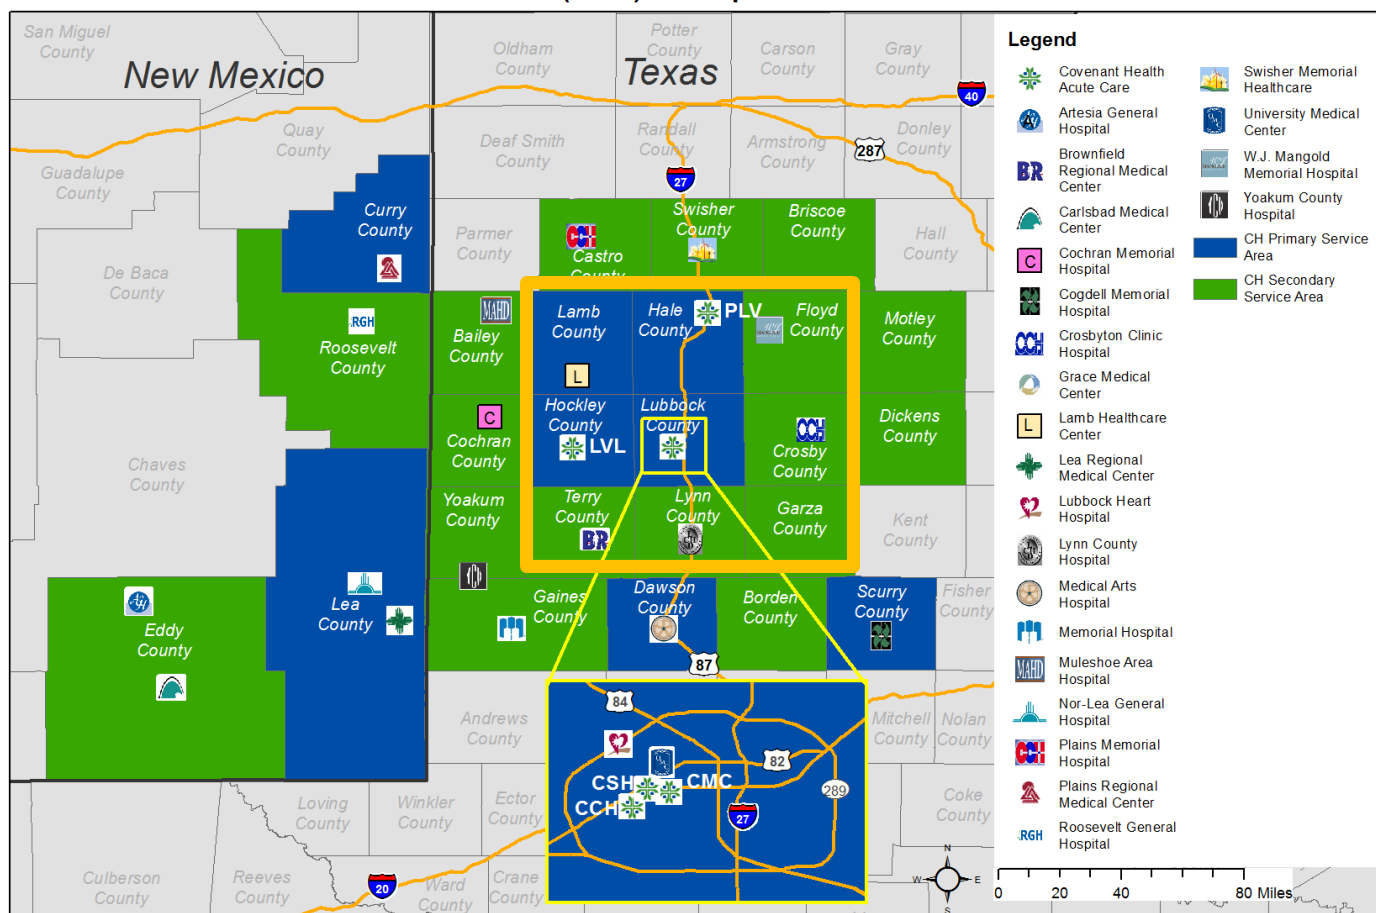 San Miguel
County
New Mexico
Oldham
County
Potter
County
Texas
Carson
County
Gray
County
40
Quay
County
Deaf Smith
County
Randall
County
Armstrong
County
287
Donley
County
Guadalupe
County
27
Curry
County
Parmer
County
Swisher
County
Briscoe
County
Hall
County
CCH
Castro
County
De Baca
County
RGH
Roosevelt
County
MAHD
Bailey
County
Lamb
County
Hale
County
PLV
Floyd
County
Motley
County
L
C
Cochran
County
Hockley
County
LVL
Lubbock
County
CCH
Crosby
County
Dickens
County
Chaves
County
Yoakum
County
Terry
County
BR
Lynn
County
Garza
County
Kent
County
Eddy
County
Lea
County
Gaines
County
Dawson
County
Borden
County
Scurry
County
Fisher
County
87
Andrews
County
Mitchell
County
Nolan
County
84
82
289
CSH
CMC
CCH
27
Loving
County
Winkler
County
Ector
County
Coke
County
Culberson
County
Reeves
County
20
Ward
County
Crane
County
N
W
E
S
0
20
40
80 Miles
Legend
Covenant Health
Acute Care
Artesia General
Hospital
BR
Brownfield
Regional Medical
Center
Carlsbad Medical
Center
C
Cochran Memorial
Hospital
Cogdell Memorial
Hospital
CCH
Crosbyton Clinic
Hospital
Grace Medical
Center
L
Lamb Healthcare
Center
Lea Regional
Medical Center
Lubbock Heart
Hospital
Lynn County
Hospital
Medical Arts
Hospital
Memorial Hospital
MAHD
Muleshoe Area
Hospital
Nor-Lea General
Hospital
CCH
Plains Memorial
Hospital
Plains Regional
Medical Center
RGH
Roosevelt General
Hospital
Swisher Memorial
Healthcare
University Medical
Center
W.J. Mangold
Memorial Hospital
Yoakum County
Hospital
CH Primary Service
Area
CH Secondary
Service Area